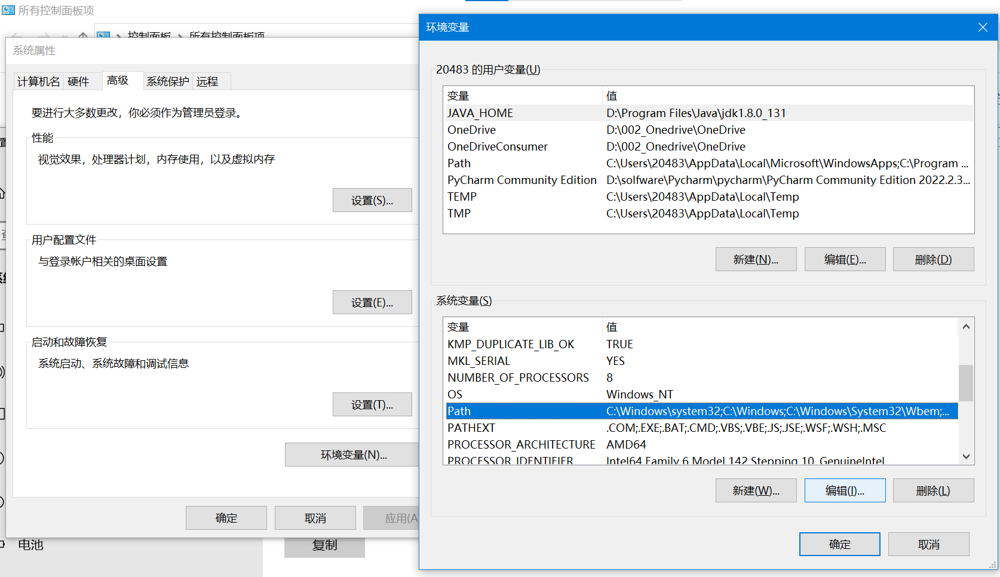 所有控制面板项
控制面板 所有控制面板项
系统属性
计算机名 硬件 高级 系统保护 远程
要进行大多数更改，你必须作为管理员登录。
性能
视觉效果，处理器计划，内存使用，以及虚拟内存
设置(S)...
用户配置文件
与登录帐户相关的桌面设置
设置(E)...
启动和故障恢复
系统启动、系统故障和调试信息
设置(T)...
环境变量(N)...
确定 取消 应用(A
电池
复制
环境变量
20483 的用户变量(U)
变量 值
JAVA_HOME D:\Program Files\Java\jdk1.8.0_131
OneDrive D:\002_Onedrive\OneDrive
OneDriveConsumer D:\002_Onedrive\OneDrive
Path C:\Users\20483\AppData\Local\Microsoft\WindowsApps;C:\Program ...
PyCharm Community Edition D:\solfware\Pycharm\pycharm\PyCharm Community Edition 2022.2.3...
TEMP C:\Users\20483\AppData\Local\Temp
TMP C:\Users\20483\AppData\Local\Temp
新建(N)... 编辑(E)... 删除(D)
系统变量(S)
变量 值
KMP_DUPLICATE_LIB_OK TRUE
MKL_SERIAL YES
NUMBER_OF_PROCESSORS 8
OS Windows_NT
Path C:\Windows\system32;C:\Windows;C:\Windows\System32\Wbem;...
PATHEXT .COM;.EXE;.BAT;.CMD;.VBS;.VBE;.JS;.JSE;.WSF;.WSH;.MSC
PROCESSOR_ARCHITECTURE AMD64
PROCESSOR_IDENTIFIER Intel64 Family 6 Model 142 Stepping 10, GenuineIntel
新建(W)... 编辑(I)... 删除(L)
确定 取消